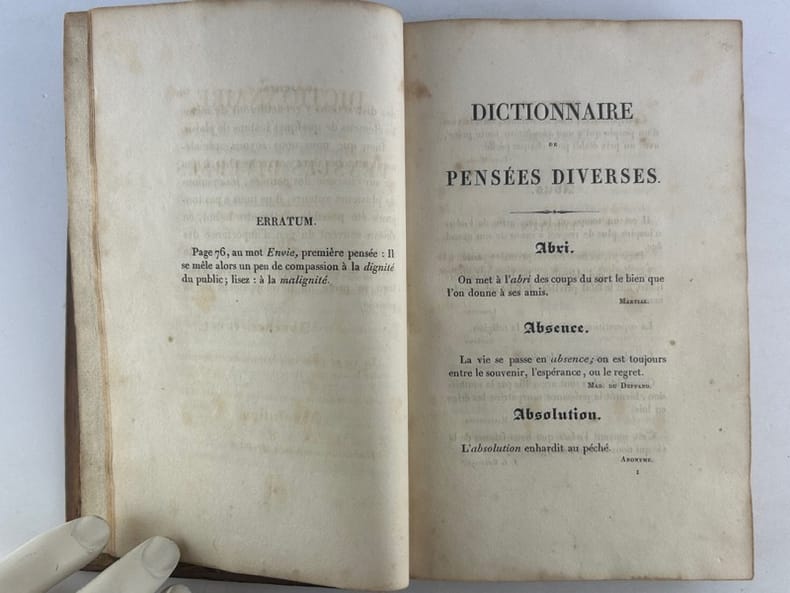 ERRATUM.
Page 76, au mot Envie, première pensée : Il
se mêle alors un peu de compassion à la dignité
du public ; lisez : à la malignité.
DICTIONNAIRE
DE
PENSÉES DIVERSES.
Abri.
On met à l'abri des coups du sort le bien que
l'on donne à ses amis.
MARTIAL.
Absence.
La vie se passe en absence; on est toujours
entre le souvenir, l'espérance, ou le regret.
MAD. DU DEFFAND.
Absolution.
L'absolution enhardit au péché.
ANONYME.
1